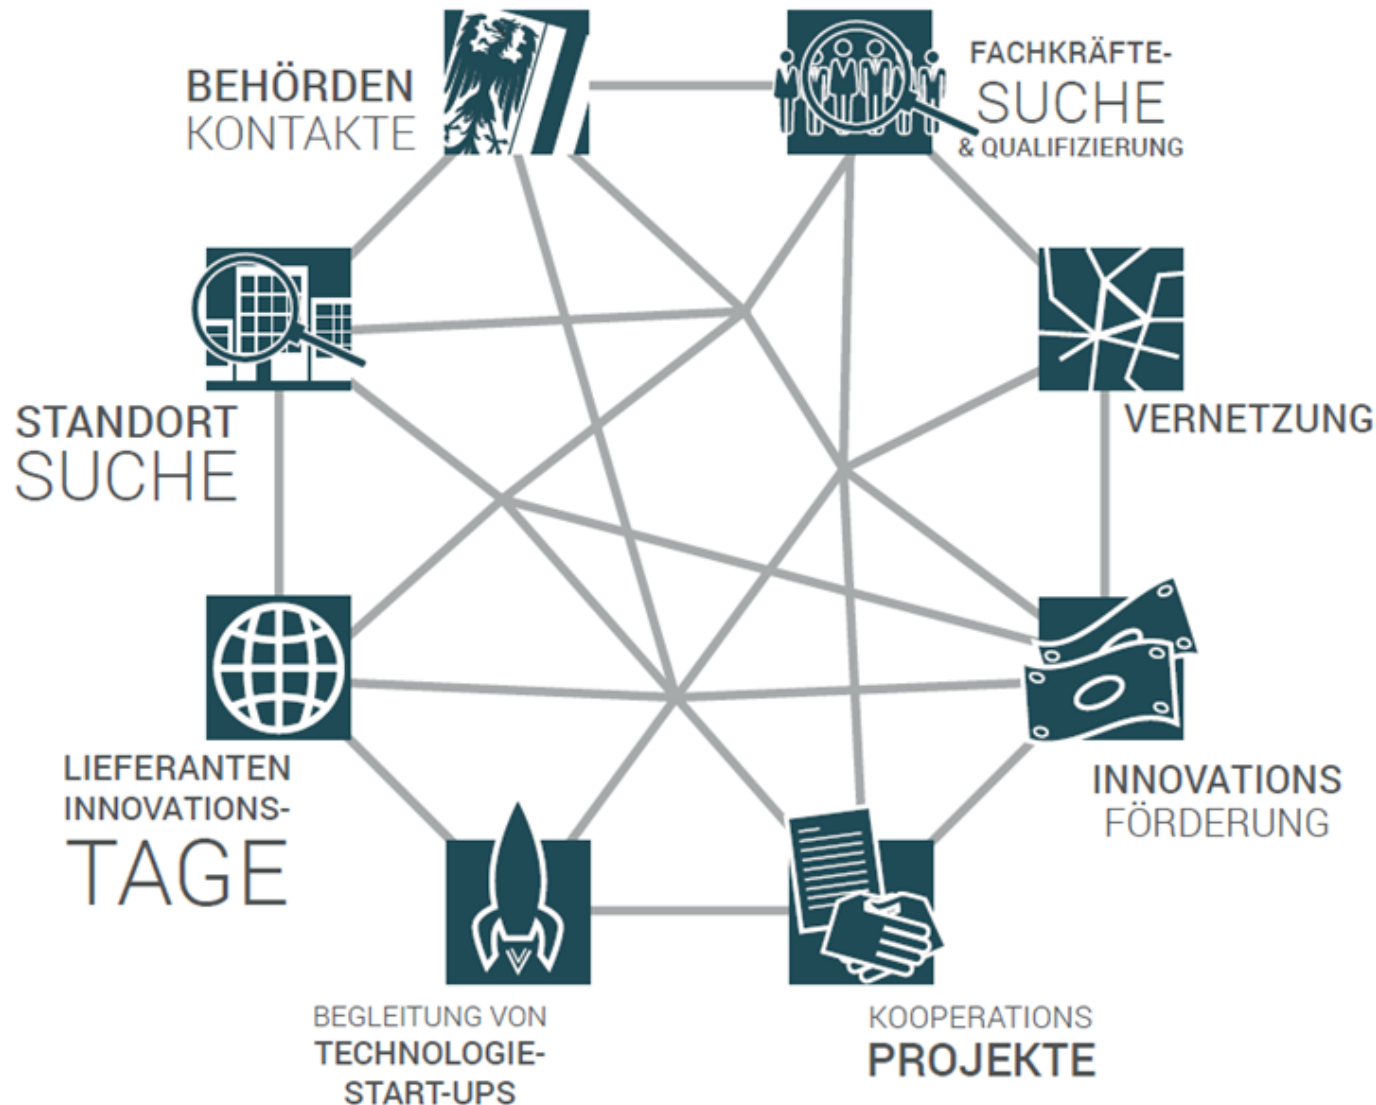 BEHÖRDEN
KONTAKTE
FACHKRÄFTE-
SUCHE
& QUALIFIZIERUNG
STANDORT
SUCHE
VERNETZUNG
LIEFERANTEN
INNOVATIONS-
TAGE
INNOVATIONS
FÖRDERUNG
BEGLEITUNG VON
TECHNOLOGIE-
START-UPS
KOOPERATIONS
PROJEKTE